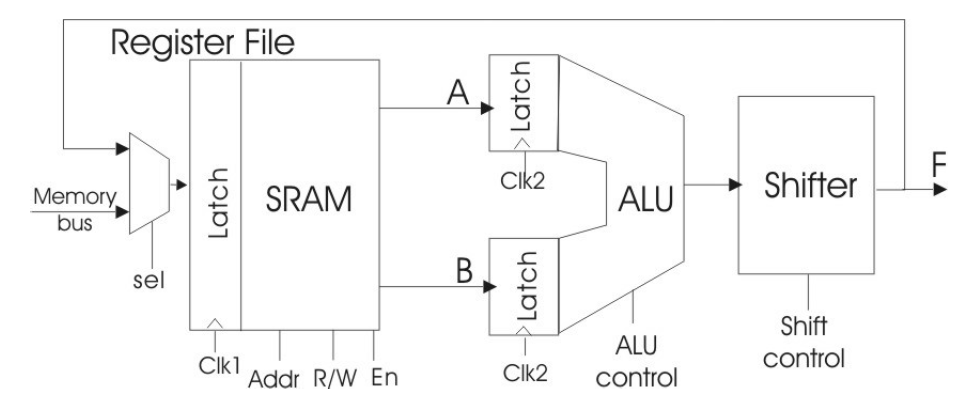 Register File
Latch
SRAM
A
Latch
Clk2
ALU
Shifter
F
Memory
bus
sel
B
Latch
Clk1
Addr
R/W
En
Clk2
ALU
control
Shift
control